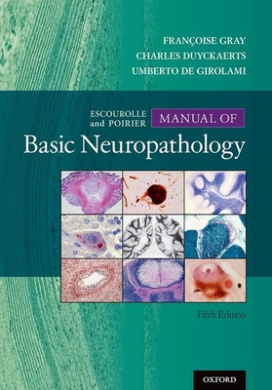 FRANÇOISE GRAY
CHARLES DUYCKAERTS
UMBERTO DE GIROLAMI
ESCOUROLLE
and POIRIER
MANUAL OF
Basic Neuropathology
Fifth Edition
OXFORD